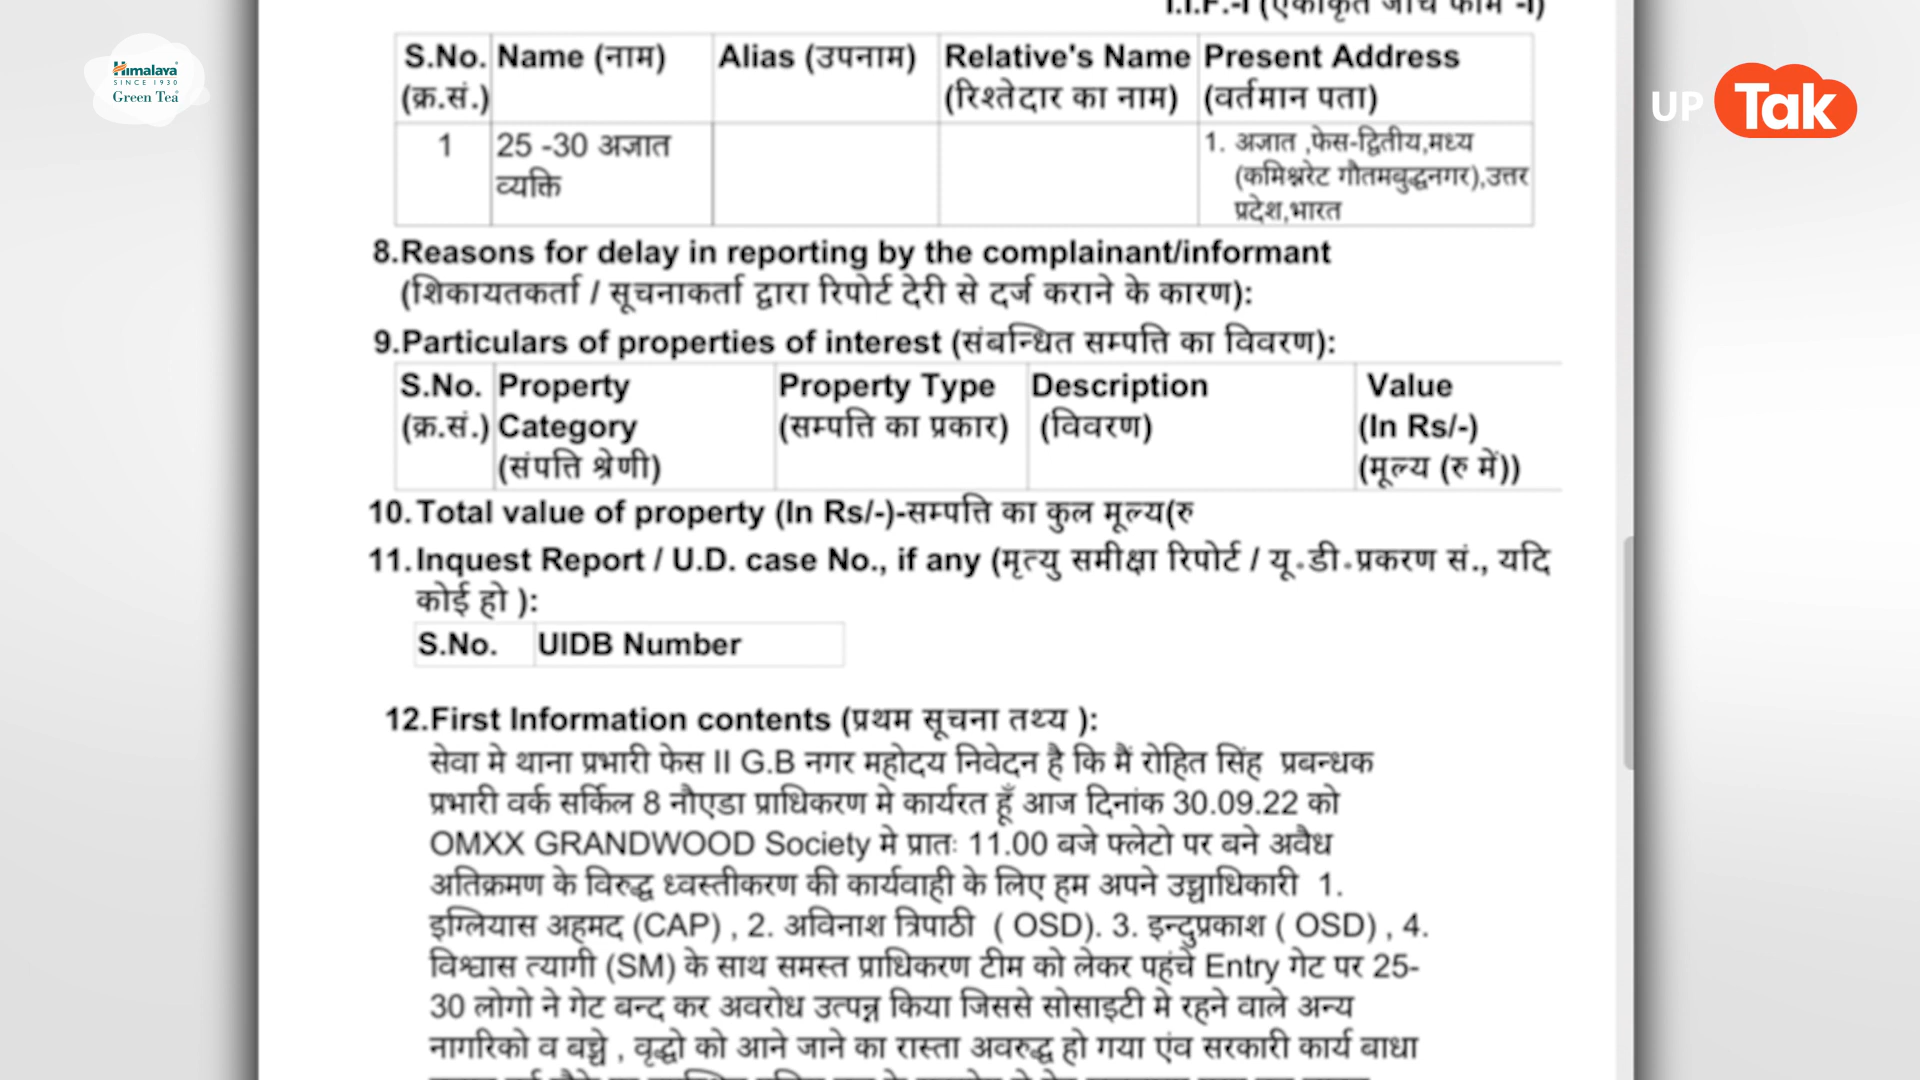 I.I.F.-I (एकीकृत जाँच फार्म -I)
Himalaya
SINCE 1930
Green Tea
UP Tak
S.No. Name (नाम) Alias (उपनाम) Relative's Name Present Address
(क्र.सं.) (रिश्तेदार का नाम) (वर्तमान पता)
1 25 -30 अज्ञात 1. अज्ञात ,फेस-द्वितीय,मध्य
व्यक्ति (कमिश्नरेट गौतमबुद्धनगर),उत्तर
प्रदेश,भारत
8.Reasons for delay in reporting by the complainant/informant
(शिकायतकर्ता / सूचनाकर्ता द्वारा रिपोर्ट देरी से दर्ज कराने के कारण):
9.Particulars of properties of interest (संबन्धित सम्पत्ति का विवरण):
S.No. Property Property Type Description Value
(क्र.सं.) Category (सम्पत्ति का प्रकार) (विवरण) (In Rs/-)
(संपत्ति श्रेणी) (मूल्य (रु में))
10.Total value of property (In Rs/-)-सम्पत्ति का कुल मूल्य(रु
11.Inquest Report / U.D. case No., if any (मृत्यु समीक्षा रिपोर्ट / यू.डी.प्रकरण सं., यदि
कोई हो ):
S.No. UIDB Number
12.First Information contents (प्रथम सूचना तथ्य ):
सेवा मे थाना प्रभारी फेस II G.B नगर महोदय निवेदन है कि मैं रोहित सिंह प्रबन्धक
प्रभारी वर्क सर्किल 8 नौएडा प्राधिकरण मे कार्यरत हूँ आज दिनांक 30.09.22 को
OMXX GRANDWOOD Society मे प्रातः 11.00 बजे फ्लेटो पर बने अवैध
अतिक्रमण के विरुद्ध ध्वस्तीकरण की कार्यवाही के लिए हम अपने उच्चाधिकारी 1.
इग्लियास अहमद (CAP) , 2. अविनाश त्रिपाठी ( OSD). 3. इन्दुप्रकाश ( OSD) , 4.
विश्वास त्यागी (SM) के साथ समस्त प्राधिकरण टीम को लेकर पहुंचे Entry गेट पर 25-
30 लोगो ने गेट बन्द कर अवरोध उत्पन्न किया जिससे सोसाइटी मे रहने वाले अन्य
नागरिको व बच्चे , वृद्धो को आने जाने का रास्ता अवरुद्ध हो गया एंव सरकारी कार्य बाधा